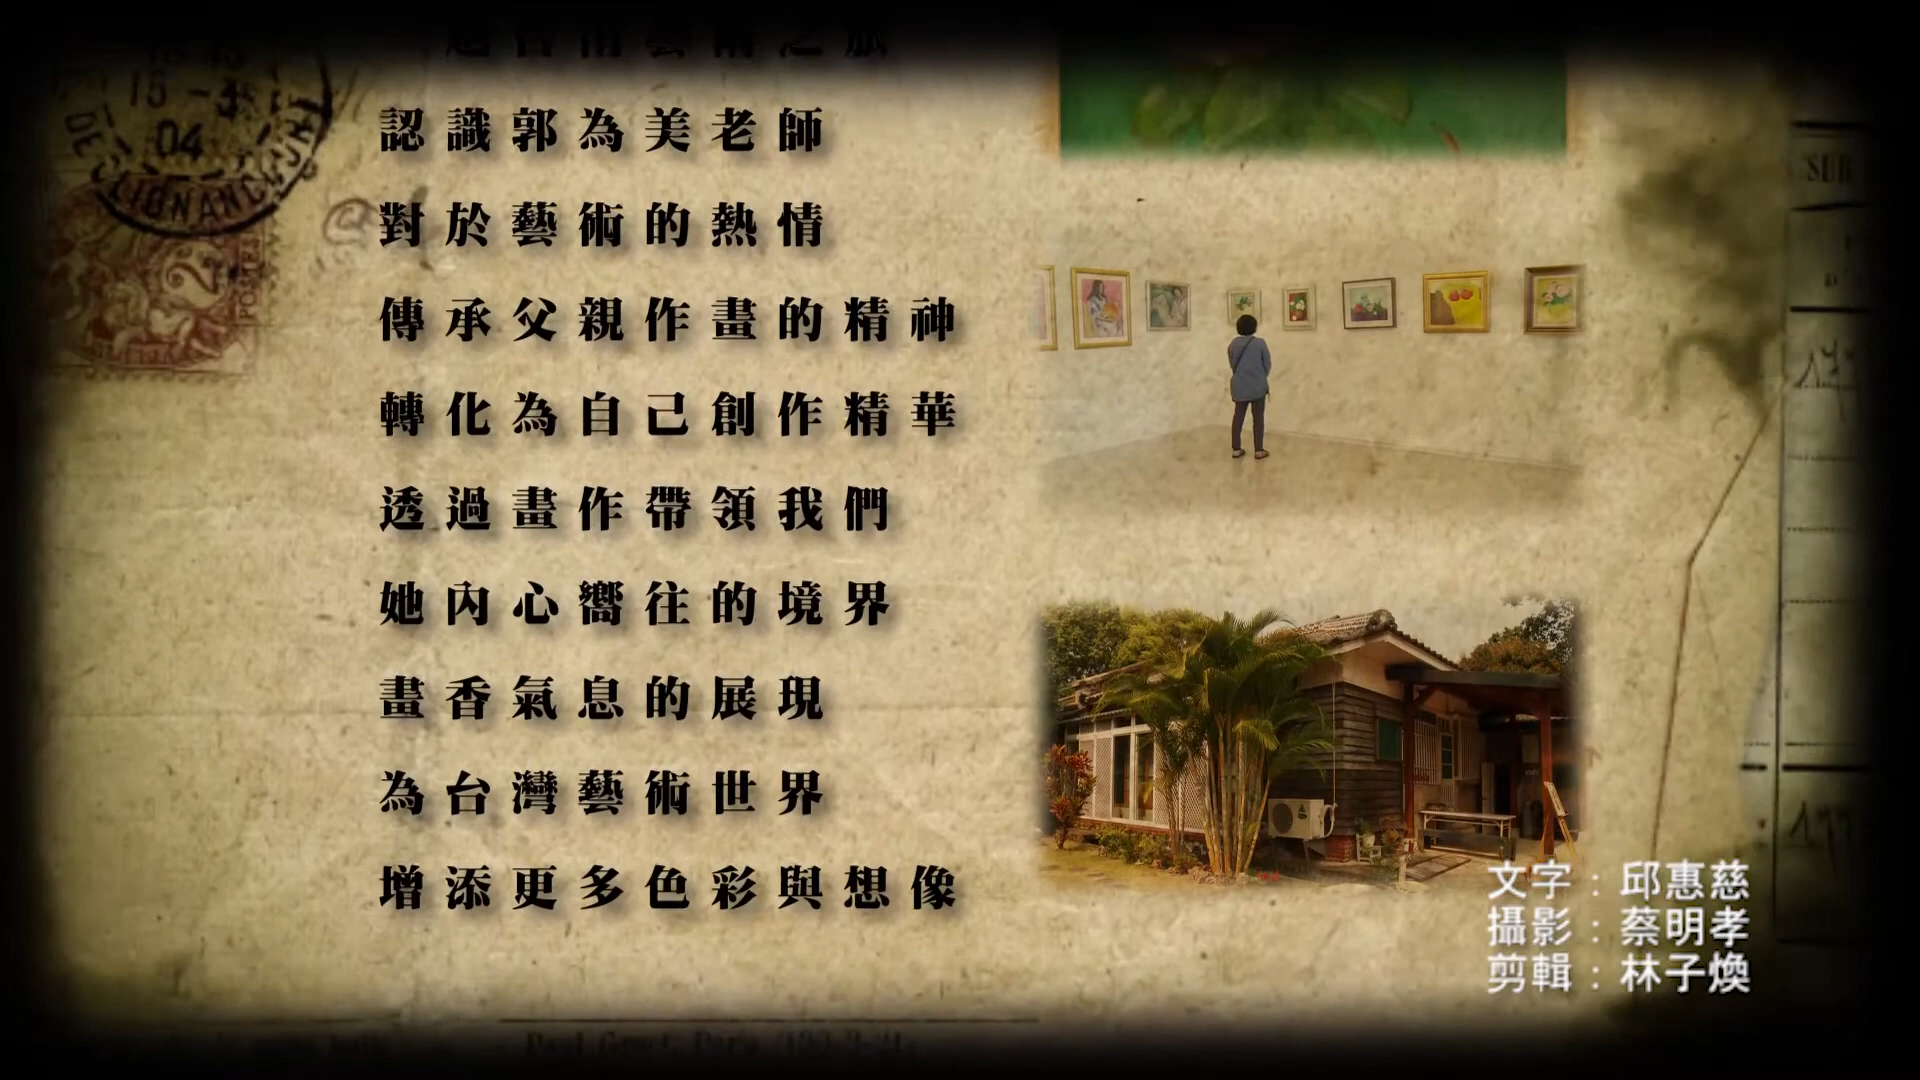 認識郭為美老師
對於藝術的熱情
傳承父親作畫的精神
轉化為自己創作精華
透過畫作帶領我們
她內心嚮往的境界
畫香氣息的展現
為台灣藝術世界
增添更多色彩與想像
文字：邱惠慈
攝影：蔡明孝
剪輯：林子煥
15 -3
04
SUR